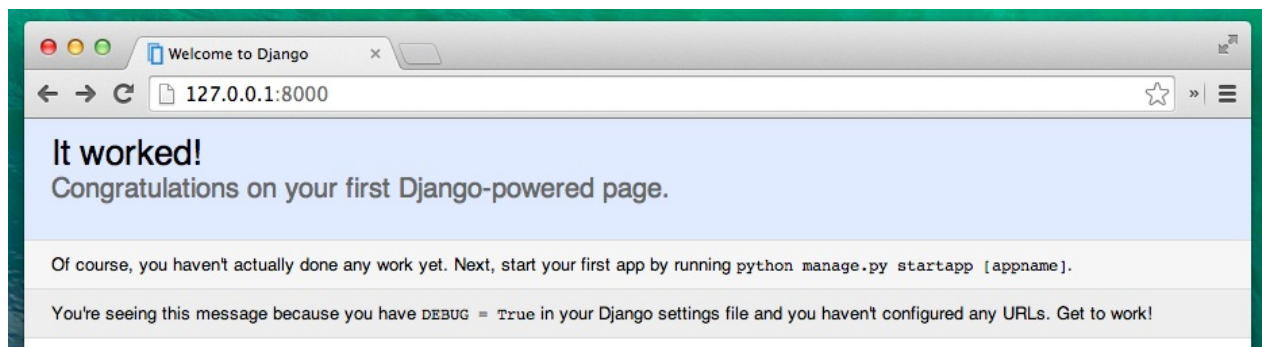 Welcome to Django
127.0.0.1:8000
It worked!
Congratulations on your first Django-powered page.
Of course, you haven't actually done any work yet. Next, start your first app by running python manage.py startapp [appname].
You're seeing this message because you have DEBUG = True in your Django settings file and you haven't configured any URLs. Get to work!